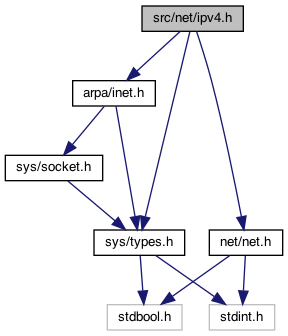 src/net/ipv4.h
arpa/inet.h
sys/socket.h
sys/types.h
net/net.h
stdbool.h
stdint.h